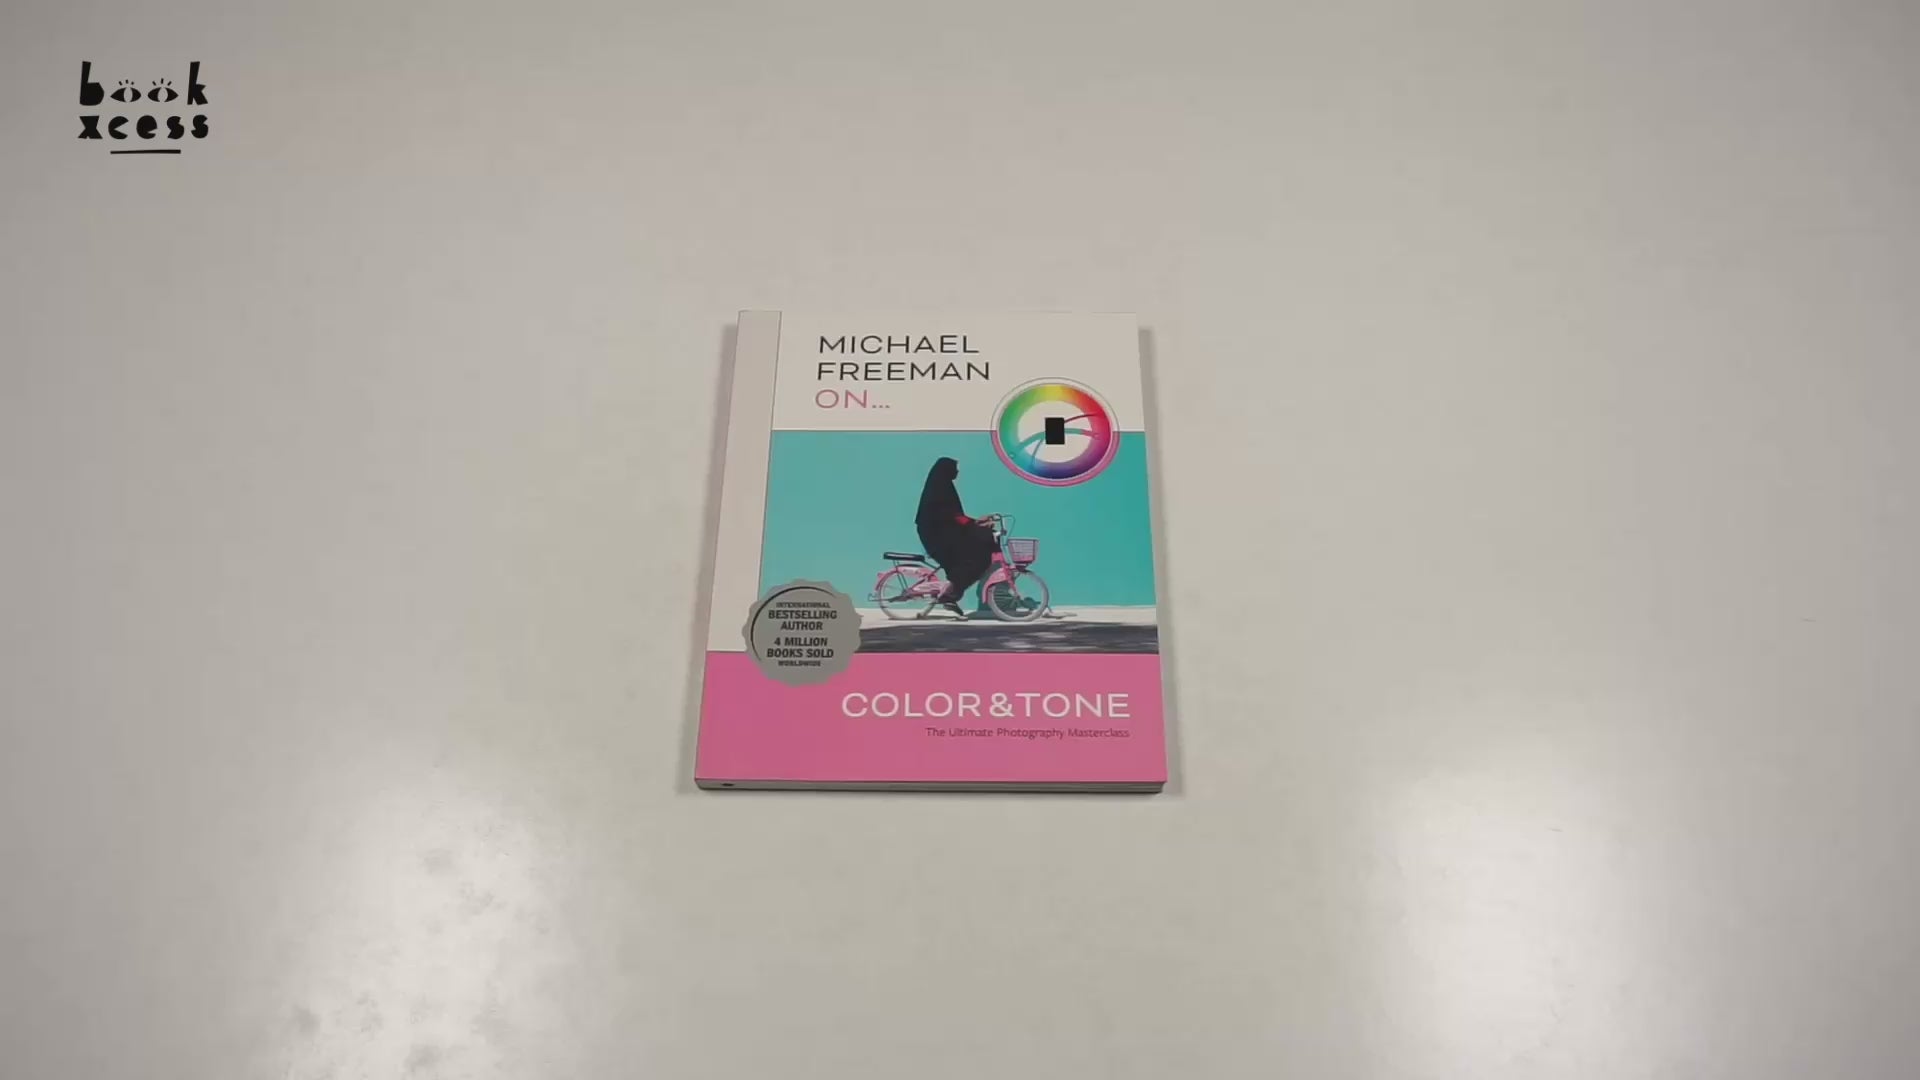 book
xcess
MICHAEL
FREEMAN
ON...
INTERNATIONAL
BESTSELLING
AUTHOR
4 MILLION
BOOKS SOLD
WORLDWIDE
COLOR & TONE
The Ultimate Photography Masterclass